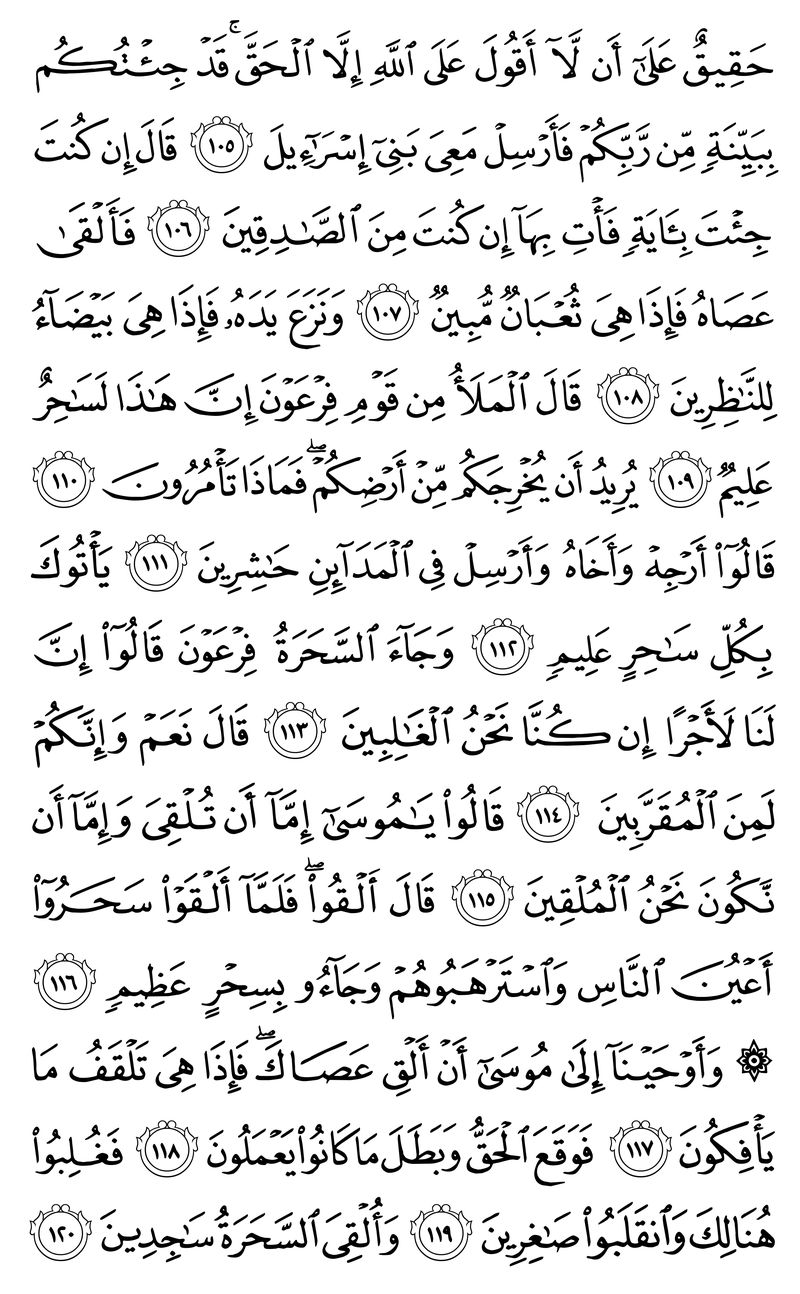 حَقِيقٌ عَلَىٰٓ أَن لَّآ أَقُولَ عَلَى ٱللَّهِ إِلَّا ٱلْحَقَّ ۚ قَدْ جِئْتُكُم
بِبَيِّنَةٍ مِّن رَّبِّكُمْ فَأَرْسِلْ مَعِىَ بَنِىٓ إِسْرَٰٓءِيلَ ١٠٥ قَالَ إِن كُنتَ
جِئْتَ بِـَٔايَةٍ فَأْتِ بِهَآ إِن كُنتَ مِنَ ٱلصَّـٰدِقِينَ ١٠٦ فَأَلْقَىٰ
عَصَاهُ فَإِذَا هِىَ ثُعْبَانٌ مُّبِينٌ ١٠٧ وَنَزَعَ يَدَهُۥ فَإِذَا هِىَ بَيْضَآءُ
لِلنَّـٰظِرِينَ ١٠٨ قَالَ ٱلْمَلَأُ مِن قَوْمِ فِرْعَوْنَ إِنَّ هَـٰذَا لَسَـٰحِرٌ
عَلِيمٌ ١٠٩ يُرِيدُ أَن يُخْرِجَكُم مِّنْ أَرْضِكُمْ ۖ فَمَاذَا تَأْمُرُونَ ١١٠
قَالُوٓا۟ أَرْجِهْ وَأَخَاهُ وَأَرْسِلْ فِى ٱلْمَدَآئِنِ حَـٰشِرِينَ ١١١ يَأْتُوكَ
بِكُلِّ سَـٰحِرٍ عَلِيمٍ ١١٢ وَجَآءَ ٱلسَّحَرَةُ فِرْعَوْنَ قَالُوٓا۟ إِنَّ
لَنَا لَأَجْرًا إِن كُنَّا نَحْنُ ٱلْغَـٰلِبِينَ ١١٣ قَالَ نَعَمْ وَإِنَّكُمْ
لَمِنَ ٱلْمُقَرَّبِينَ ١١٤ قَالُوا۟ يَـٰمُوسَىٰٓ إِمَّآ أَن تُلْقِىَ وَإِمَّآ أَن
نَّكُونَ نَحْنُ ٱلْمُلْقِينَ ١١٥ قَالَ أَلْقُوا۟ ۖ فَلَمَّآ أَلْقَوْا۟ سَحَرُوٓا۟
أَعْيُنَ ٱلنَّاسِ وَٱسْتَرْهَبُوهُمْ وَجَآءُو بِسِحْرٍ عَظِيمٍ ١١٦
۞ وَأَوْحَيْنَآ إِلَىٰ مُوسَىٰٓ أَنْ أَلْقِ عَصَاكَ ۖ فَإِذَا هِىَ تَلْقَفُ مَا
يَأْفِكُونَ ١١٧ فَوَقَعَ ٱلْحَقُّ وَبَطَلَ مَا كَانُوا۟ يَعْمَلُونَ ١١٨ فَغُلِبُوا۟
هُنَالِكَ وَٱنقَلَبُوا۟ صَـٰغِرِينَ ١١٩ وَأُلْقِىَ ٱلسَّحَرَةُ سَـٰجِدِينَ ١٢٠